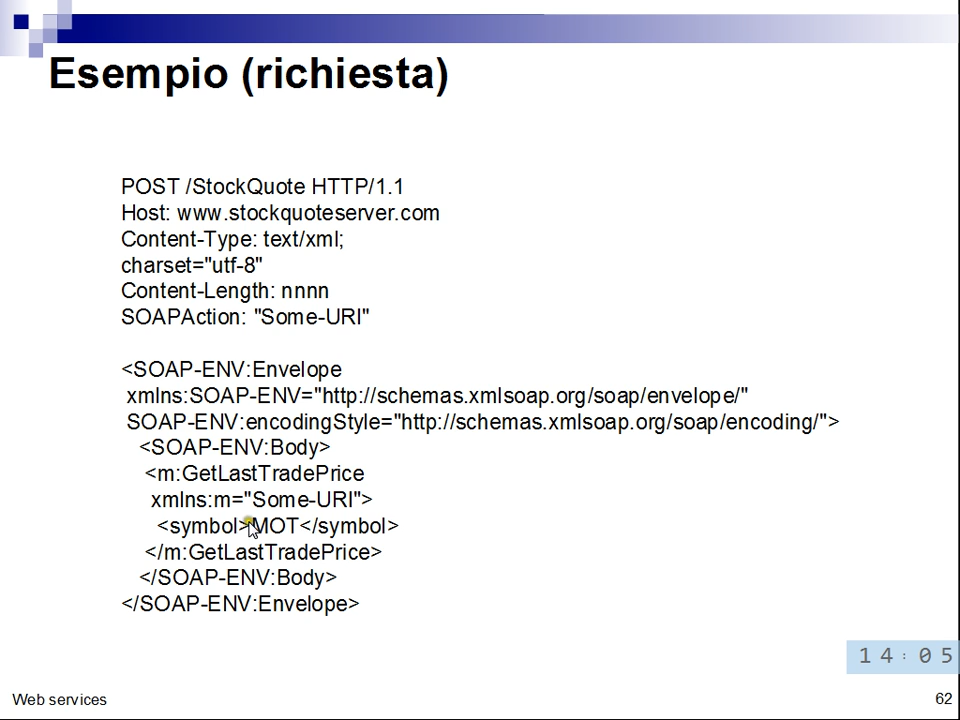 Esempio (richiesta)
POST /StockQuote HTTP/1.1
Host: www.stockquoteserver.com
Content-Type: text/xml;
charset="utf-8"
Content-Length: nnnn
SOAPAction: "Some-URI"
<SOAP-ENV:Envelope
xmlns:SOAP-ENV="http://schemas.xmlsoap.org/soap/envelope/"
SOAP-ENV:encodingStyle="http://schemas.xmlsoap.org/soap/encoding/">
<SOAP-ENV:Body>
<m:GetLastTradePrice
xmlns:m="Some-URI">
<symbol>MOT</symbol>
</m:GetLastTradePrice>
</SOAP-ENV:Body>
</SOAP-ENV:Envelope>
14:05
Web services
62